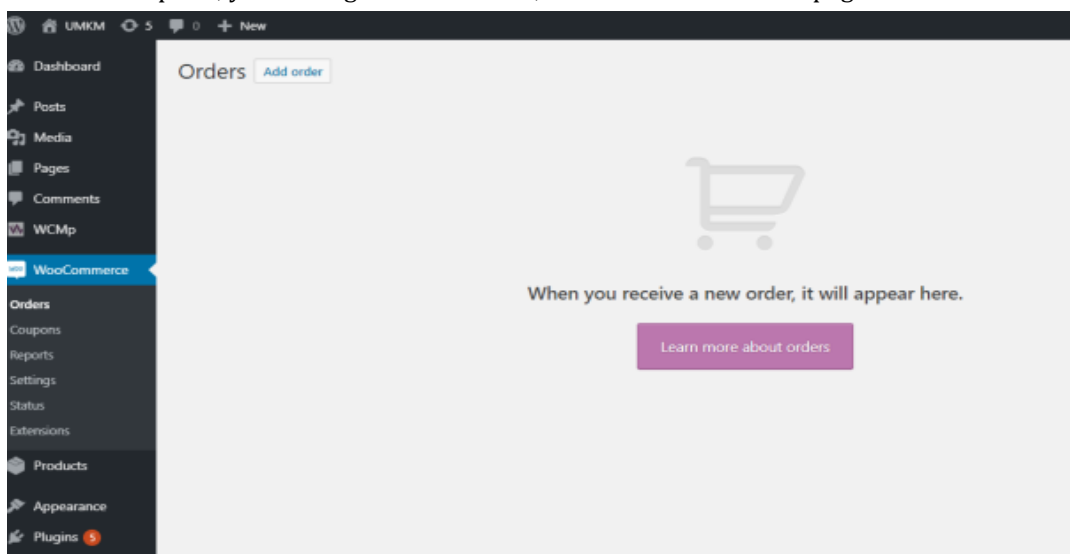 UMKM 5 0 + New
Dashboard
Orders Add order
Posts
Media
Pages
Comments
WCMp
WooCommerce
Orders
Coupons
Reports
Settings
Status
Extensions
Products
Appearance
Plugins 5
When you receive a new order, it will appear here.
Learn more about orders